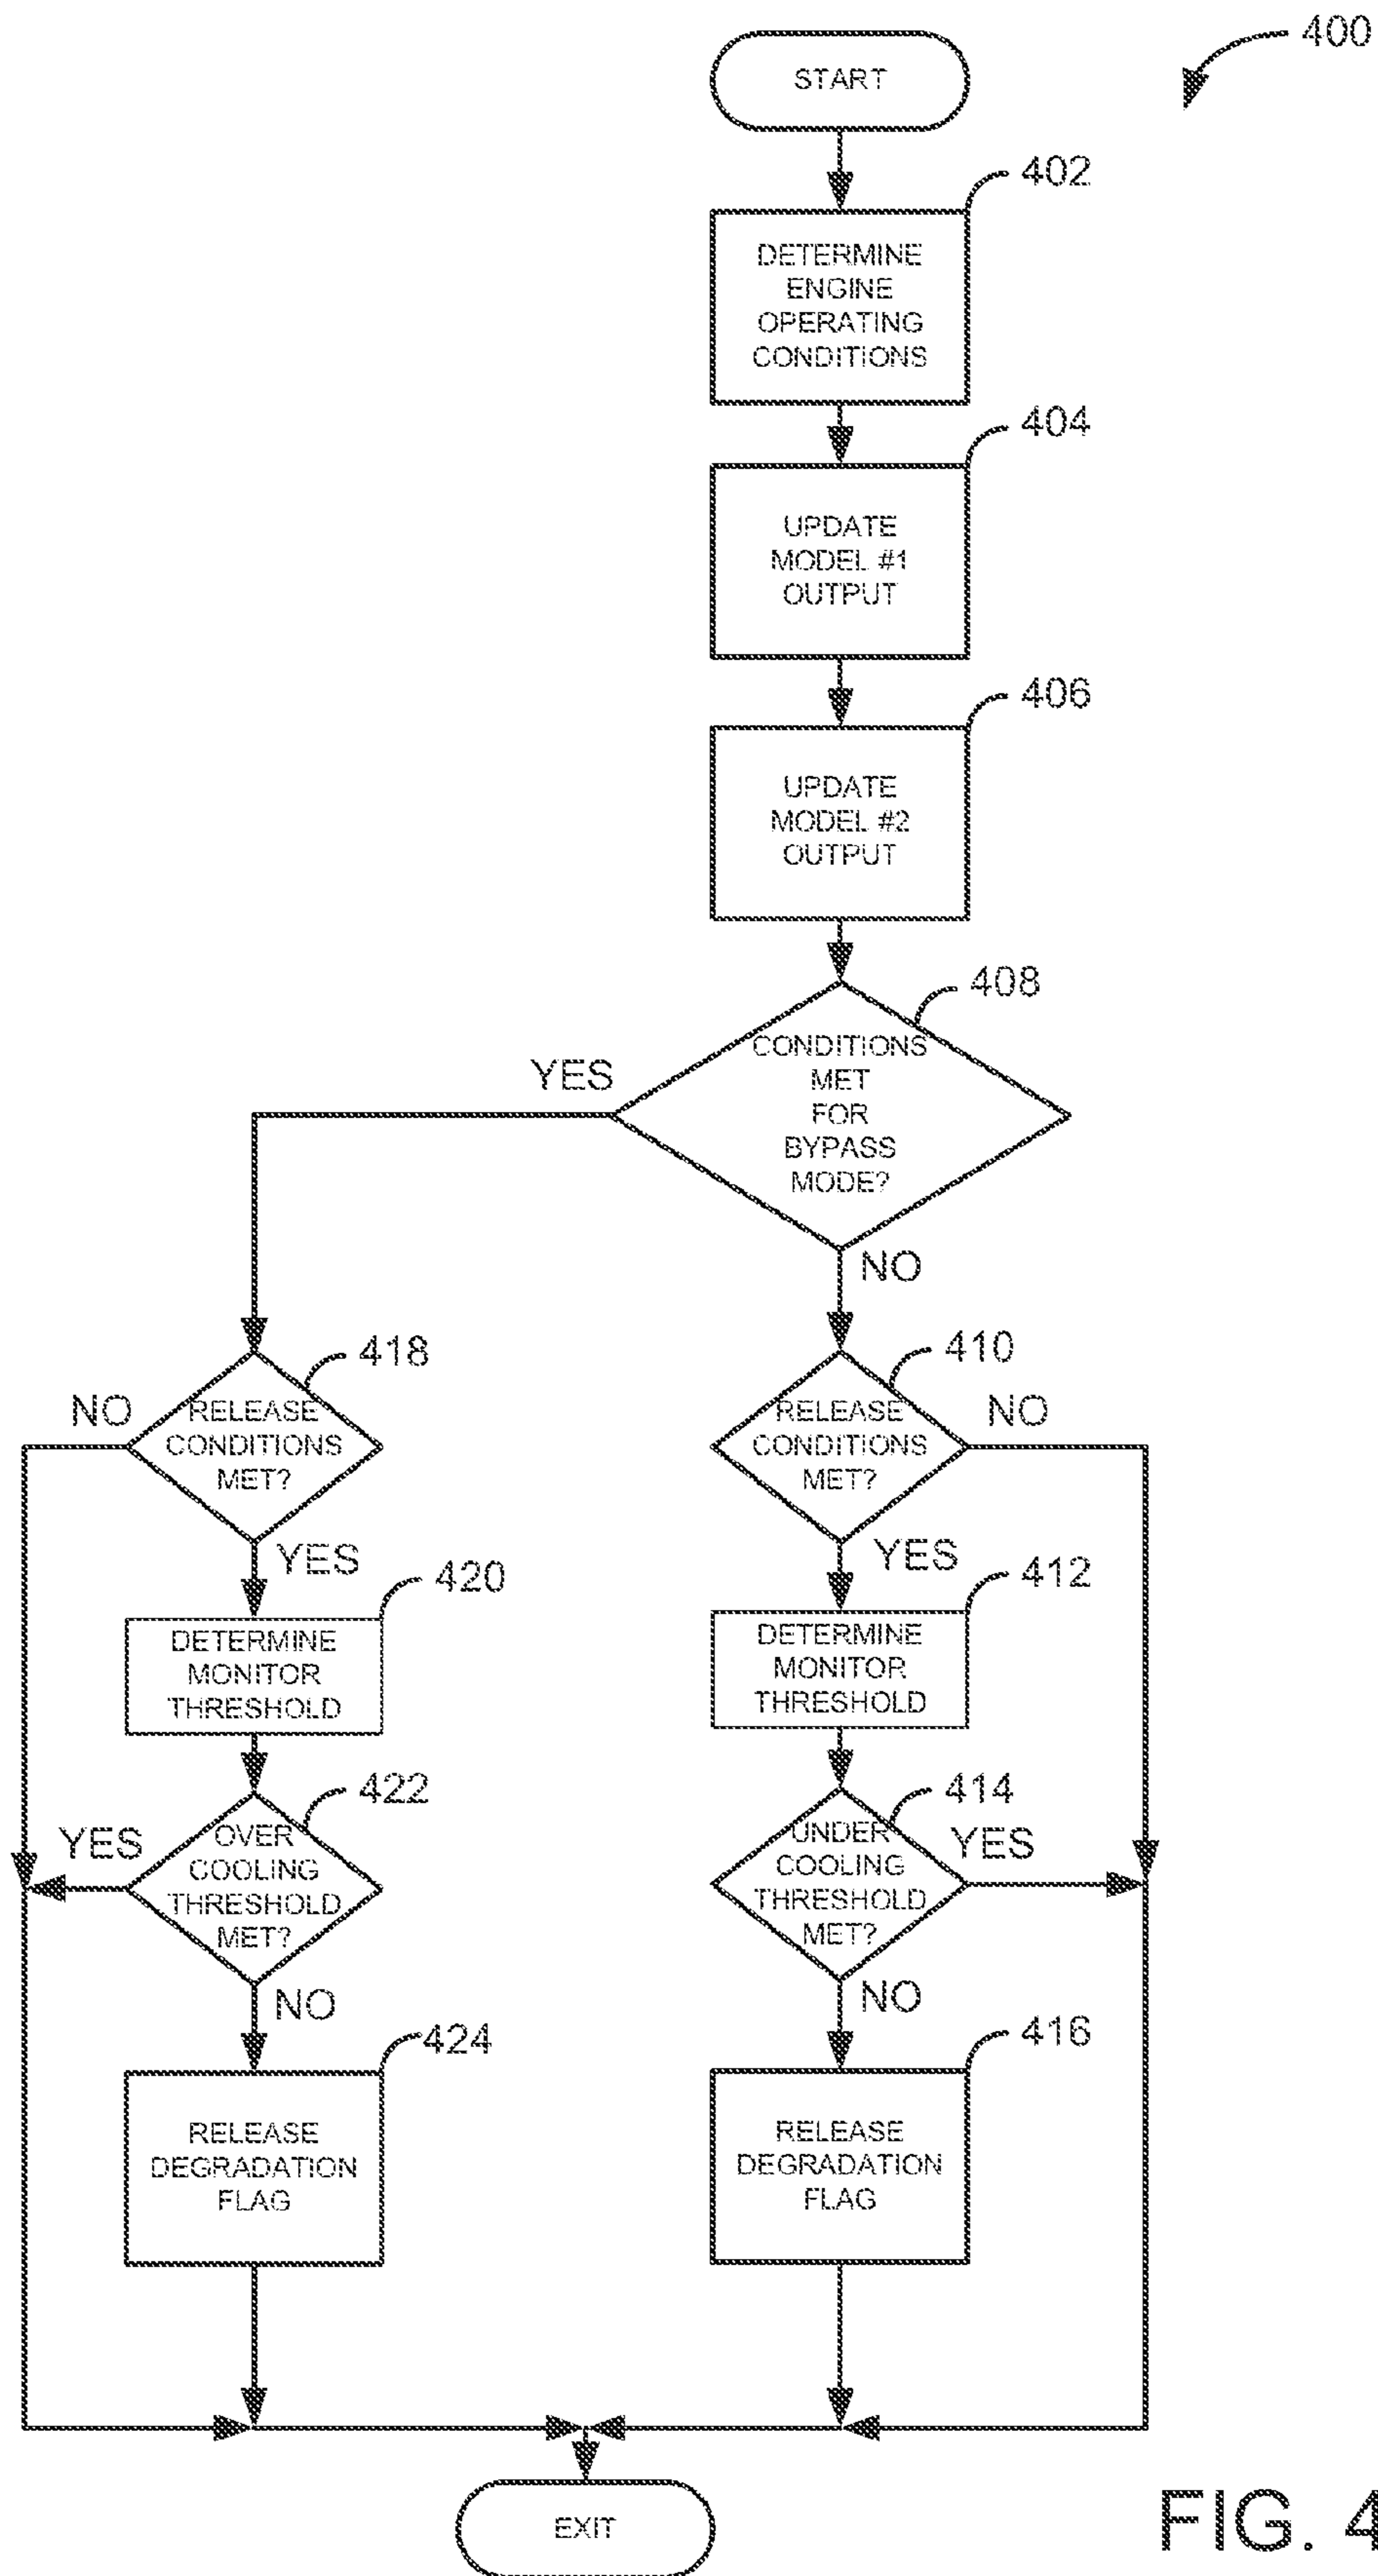 400
START
402
DETERMINE
ENGINE
OPERATING
CONDITIONS
404
UPDATE
MODEL #1
OUTPUT
406
UPDATE
MODEL #2
OUTPUT
408
CONDITIONS
MET
FOR
BYPASS
MODE?
YES
NO
418
RELEASE
CONDITIONS
MET?
NO
YES
410
RELEASE
CONDITIONS
MET?
NO
YES
420
DETERMINE
MONITOR
THRESHOLD
412
DETERMINE
MONITOR
THRESHOLD
422
OVER
COOLING
THRESHOLD
MET?
YES
NO
414
UNDER
COOLING
THRESHOLD
MET?
YES
NO
424
RELEASE
DEGRADATION
FLAG
416
RELEASE
DEGRADATION
FLAG
EXIT
FIG. 4